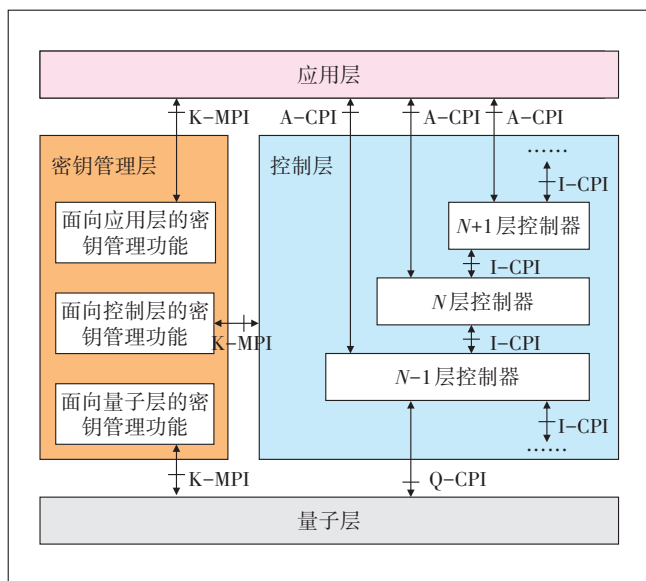 应用层
K-MPI
A-CPI
A-CPI
A-CPI
密钥管理层
控制层
……
I-CPI
面向应用层的密
钥管理功能
N+1层控制器
I-CPI
N层控制器
面向控制层的密
钥管理功能
K-MPI
I-CPI
N-1层控制器
面向量子层的密
钥管理功能
I-CPI
……
K-MPI
Q-CPI
量子层